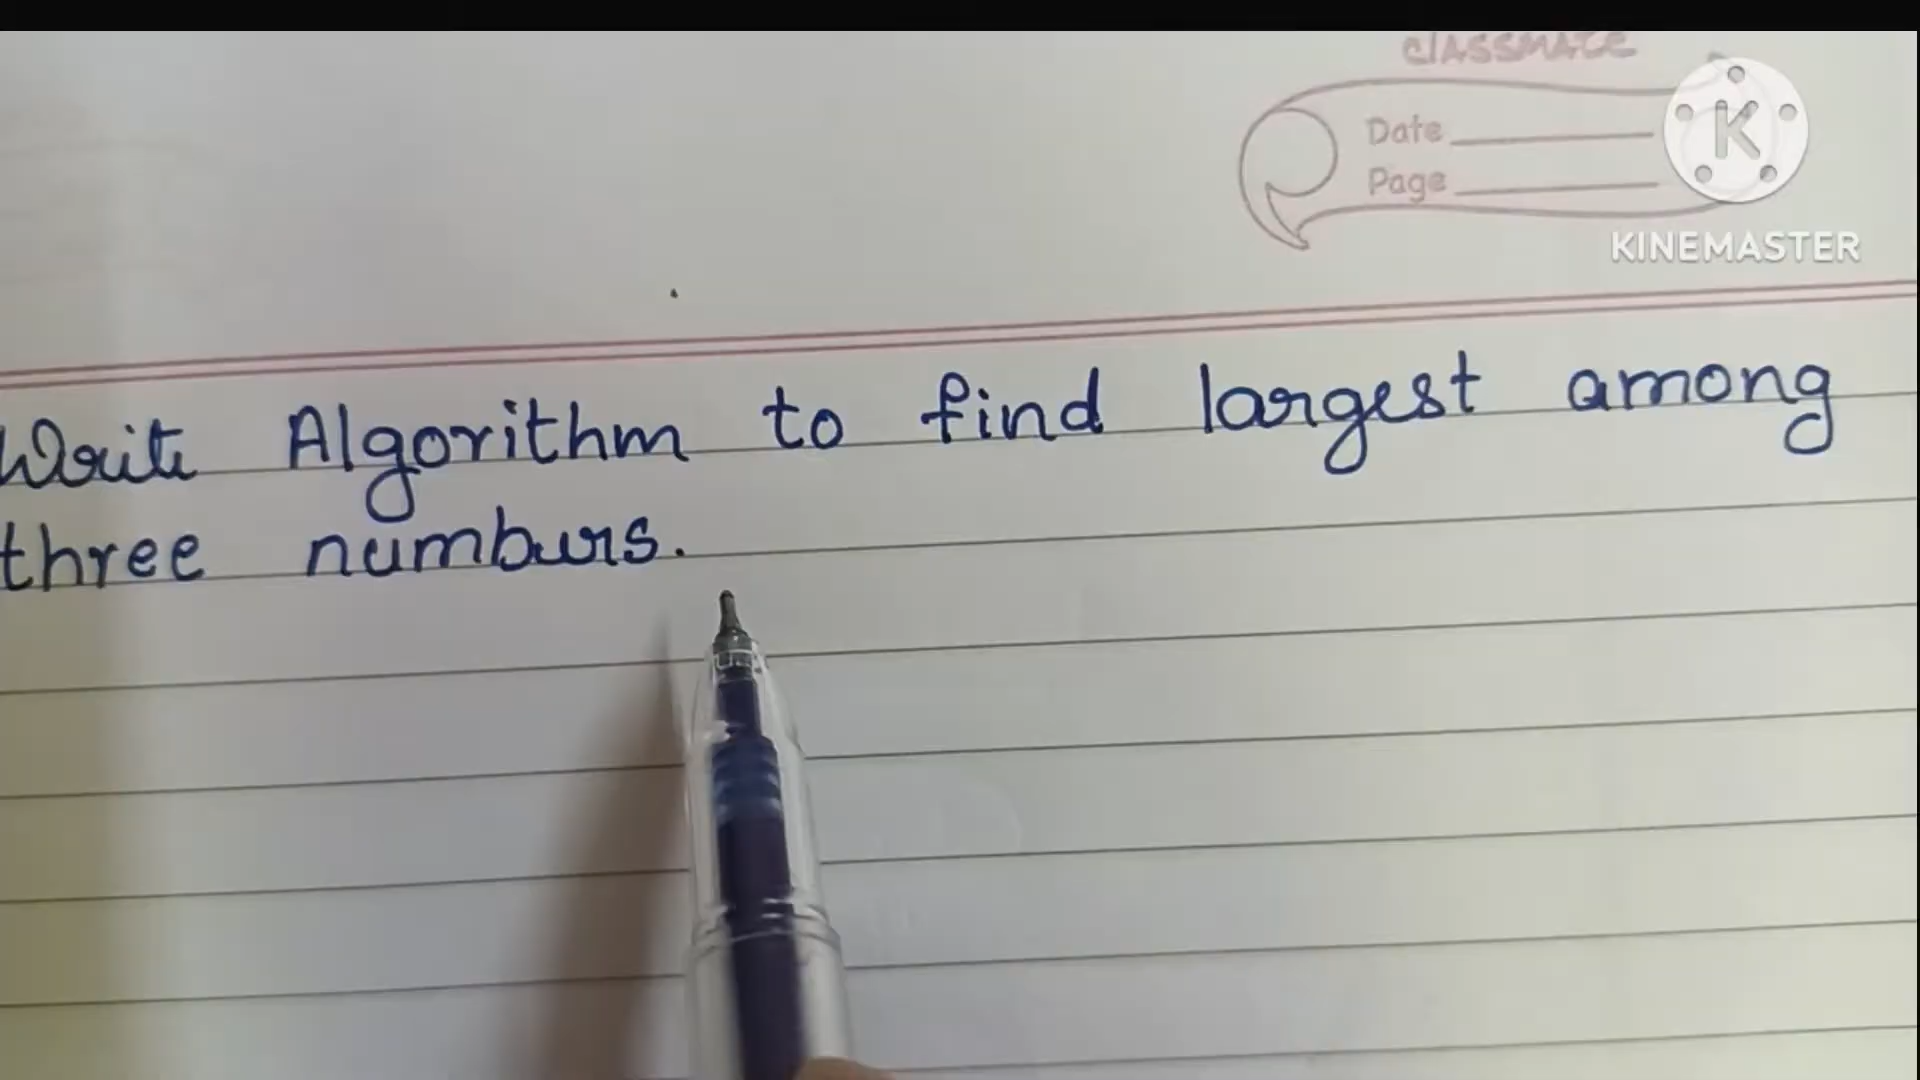 classmate
Date
Page
K
KINEMASTER
Write Algorithm to find largest among
three numbers.